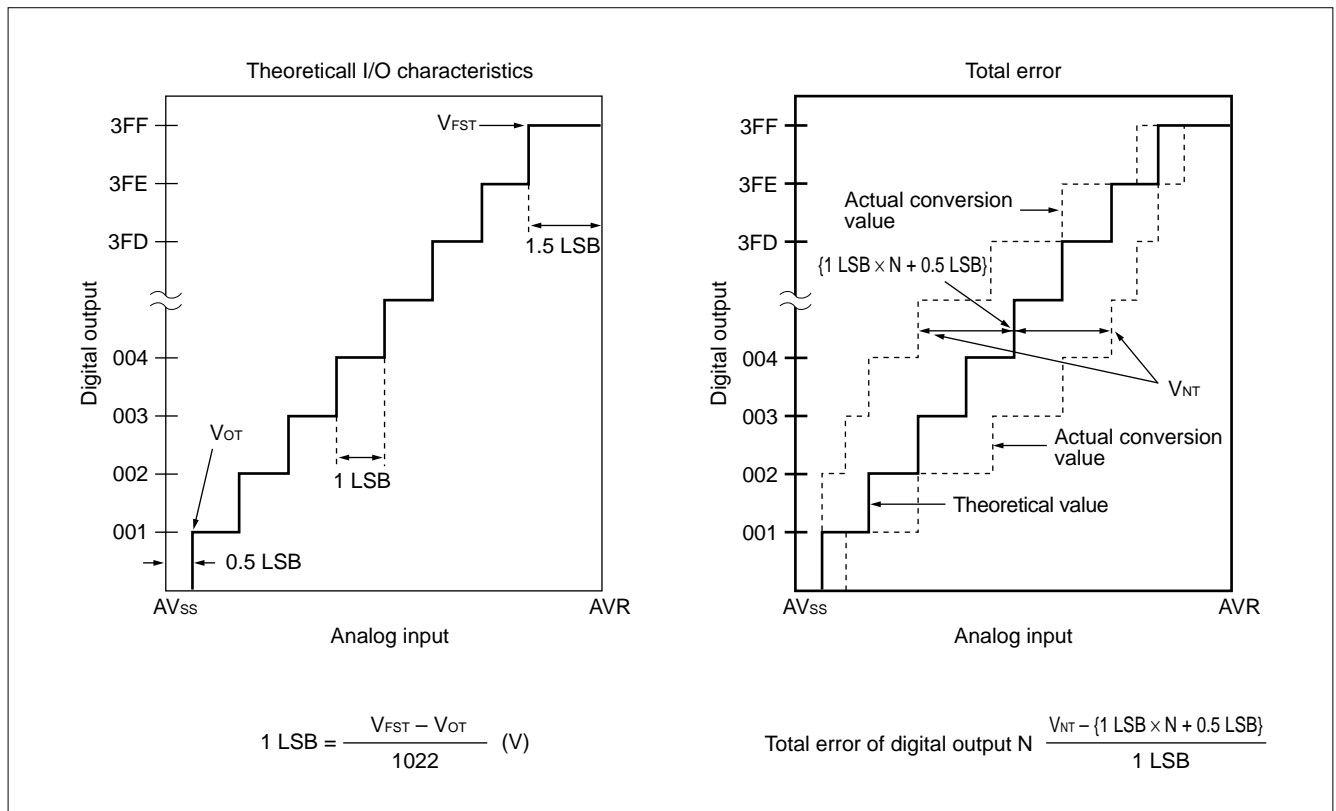 Theoreticall I/O characteristics
3FF
3FE
3FD
004
003
002
001
Digital output
VFST
1.5 LSB
VOT
1 LSB
0.5 LSB
AVSS
AVR
Analog input
1 LSB = VFST – VOT / 1022 (V)
Total error
3FF
3FE
3FD
004
003
002
001
Digital output
Actual conversion
value
{1 LSB × N + 0.5 LSB}
VNT
Actual conversion
value
Theoretical value
AVSS
AVR
Analog input
Total error of digital output N VNT – {1 LSB × N + 0.5 LSB} / 1 LSB